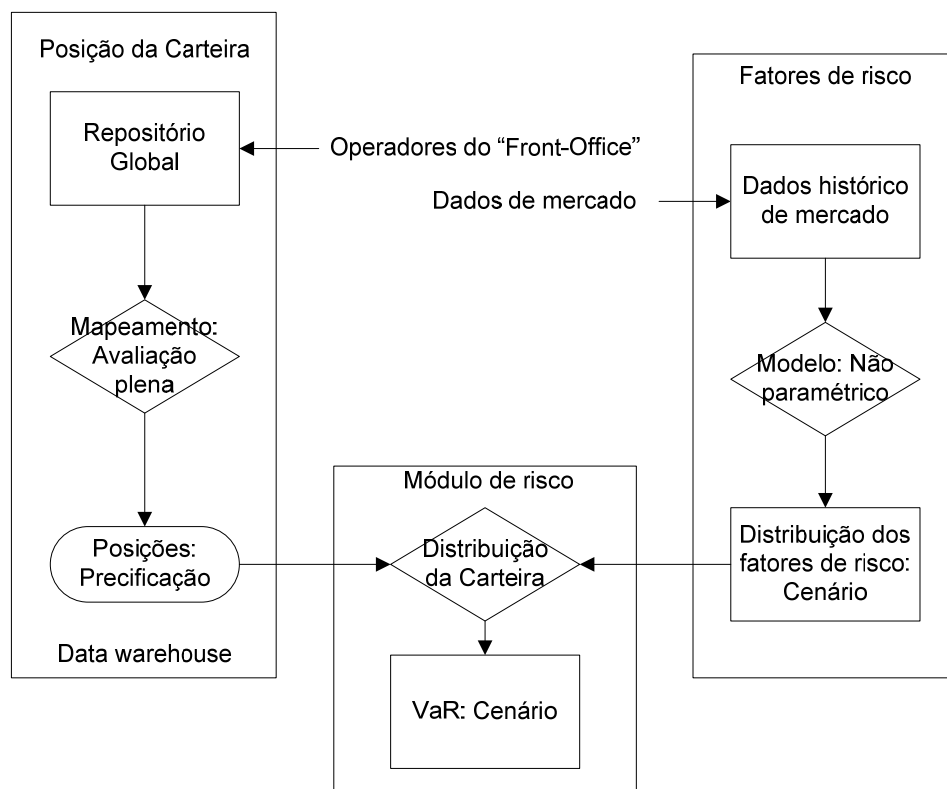 Posição da Carteira
Repositório
Global
Mapeamento:
Avaliação
plena
Posições:
Precificação
Data warehouse
Operadores do “Front-Office”
Dados de mercado
Fatores de risco
Dados histórico
de mercado
Modelo: Não
paramétrico
Distribuição dos
fatores de risco:
Cenário
Módulo de risco
Distribuição
da Carteira
VaR: Cenário